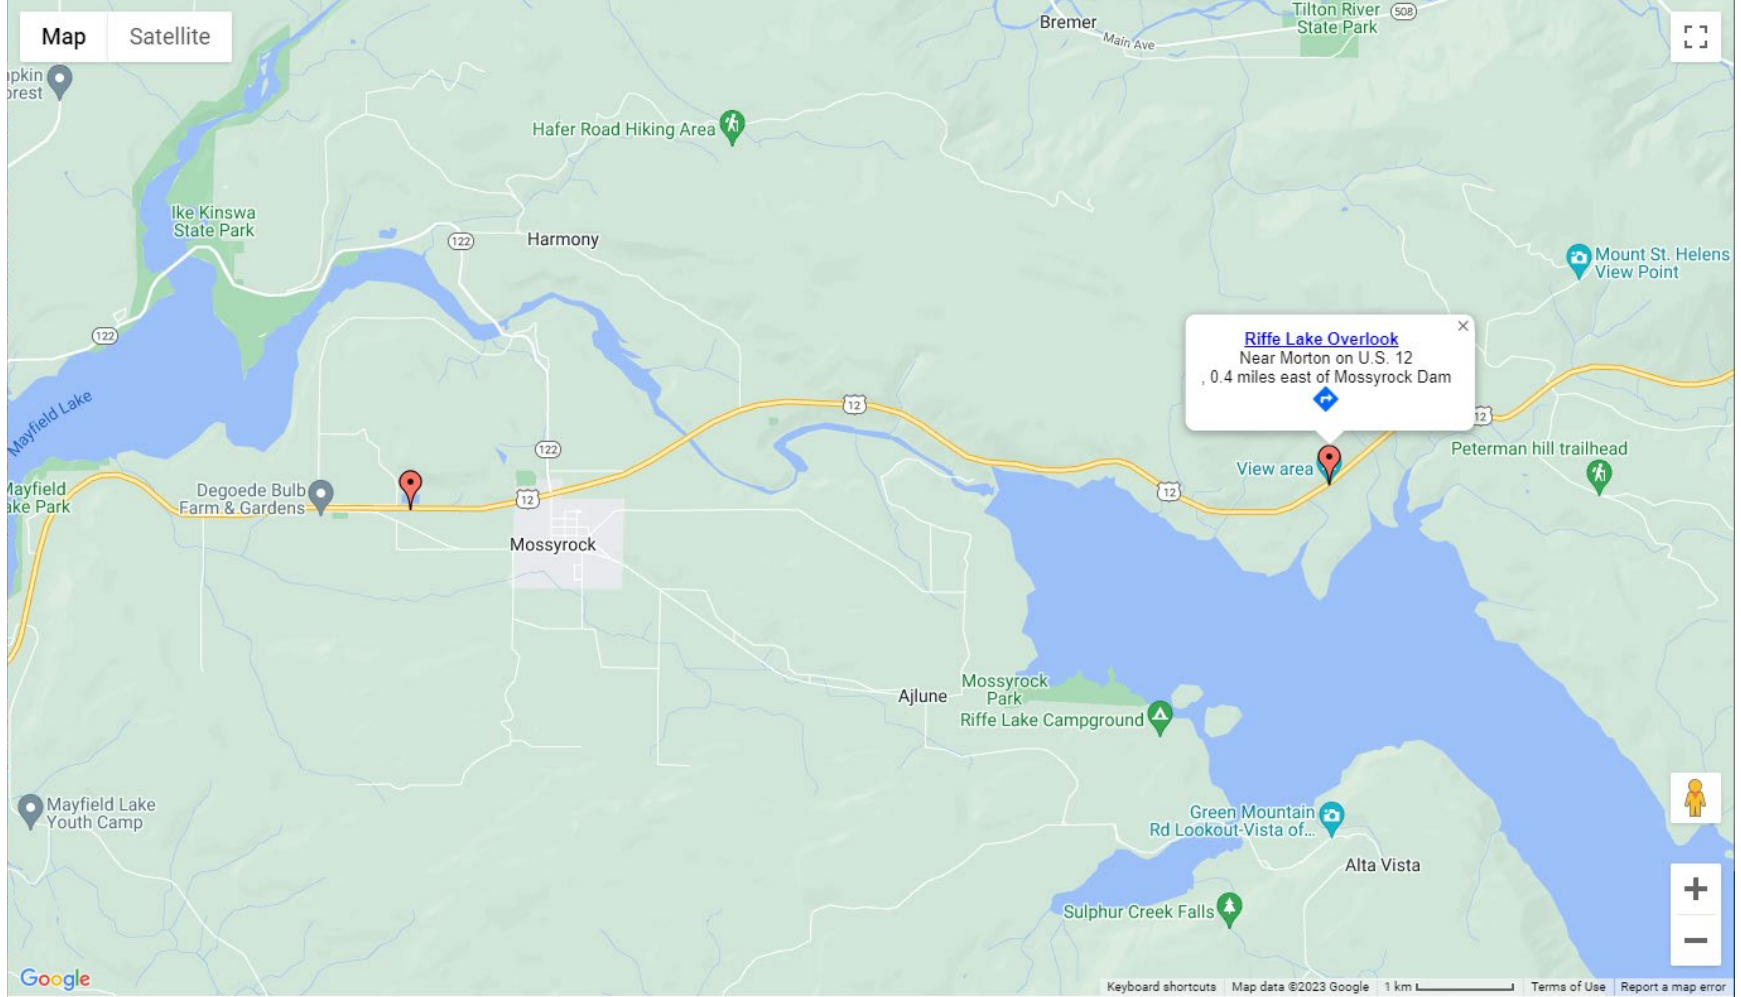 Map
Satellite
Bremer
Main Ave
Tilton River
State Park
508
Hafer Road Hiking Area
Ike Kinswa
State Park
122
Harmony
Mount St. Helens
View Point
122
Riffe Lake Overlook
Near Morton on U.S. 12
, 0.4 miles east of Mossyrock Dam
Mayfield Lake
12
12
122
View area
Peterman hill trailhead
Degoede Bulb
Farm & Gardens
12
12
Mossyrock
Ajlune
Mossyrock
Park
Riffe Lake Campground
Mayfield Lake
Youth Camp
Green Mountain
Rd Lookout-Vista of...
Alta Vista
Sulphur Creek Falls
Google
Keyboard shortcuts
Map data ©2023 Google
1 km
Terms of Use
Report a map error